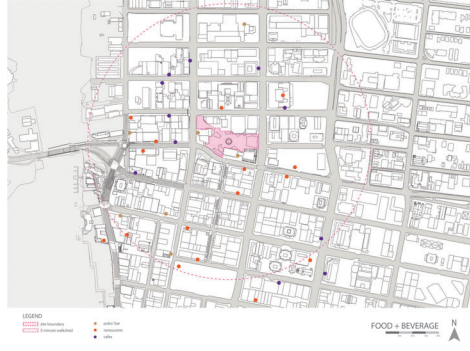 LEGEND
site boundary
5 minute walkshed
pubs/ bar
restaurants
cafes
FOOD + BEVERAGE
N